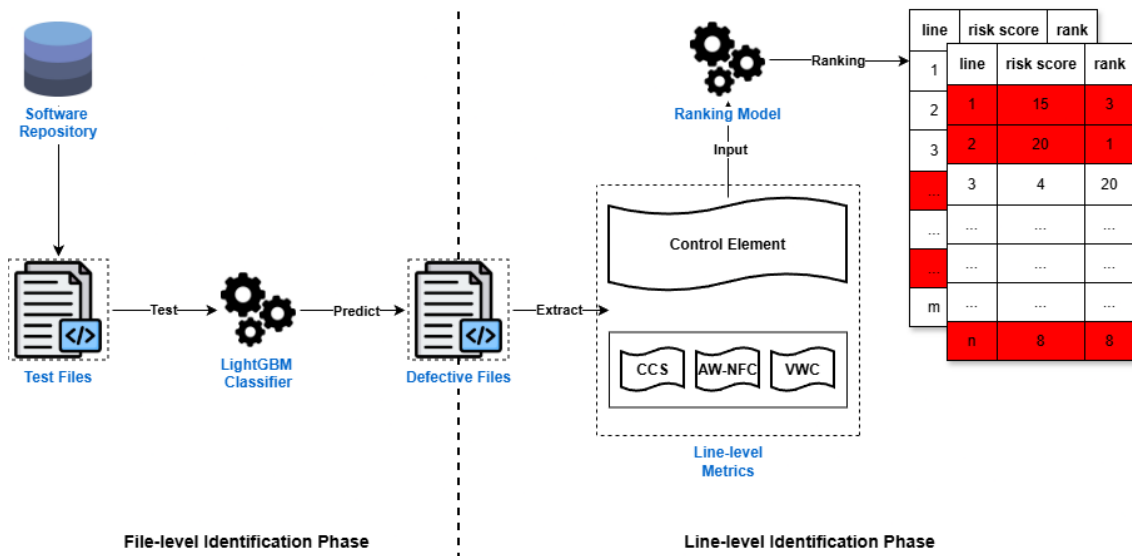 Software
Repository
Test Files
Test
LightGBM
Classifier
Predict
Defective Files
Extract
Control Element
CCS AW-NFC VWC
Line-level
Metrics
Input
Ranking Model
Ranking
line risk score rank
1
2
3
...
...
...
m
line risk score rank
1 15 3
2 20 1
3 4 20
... ... ...
... ... ...
... ... ...
n 8 8
File-level Identification Phase
Line-level Identification Phase